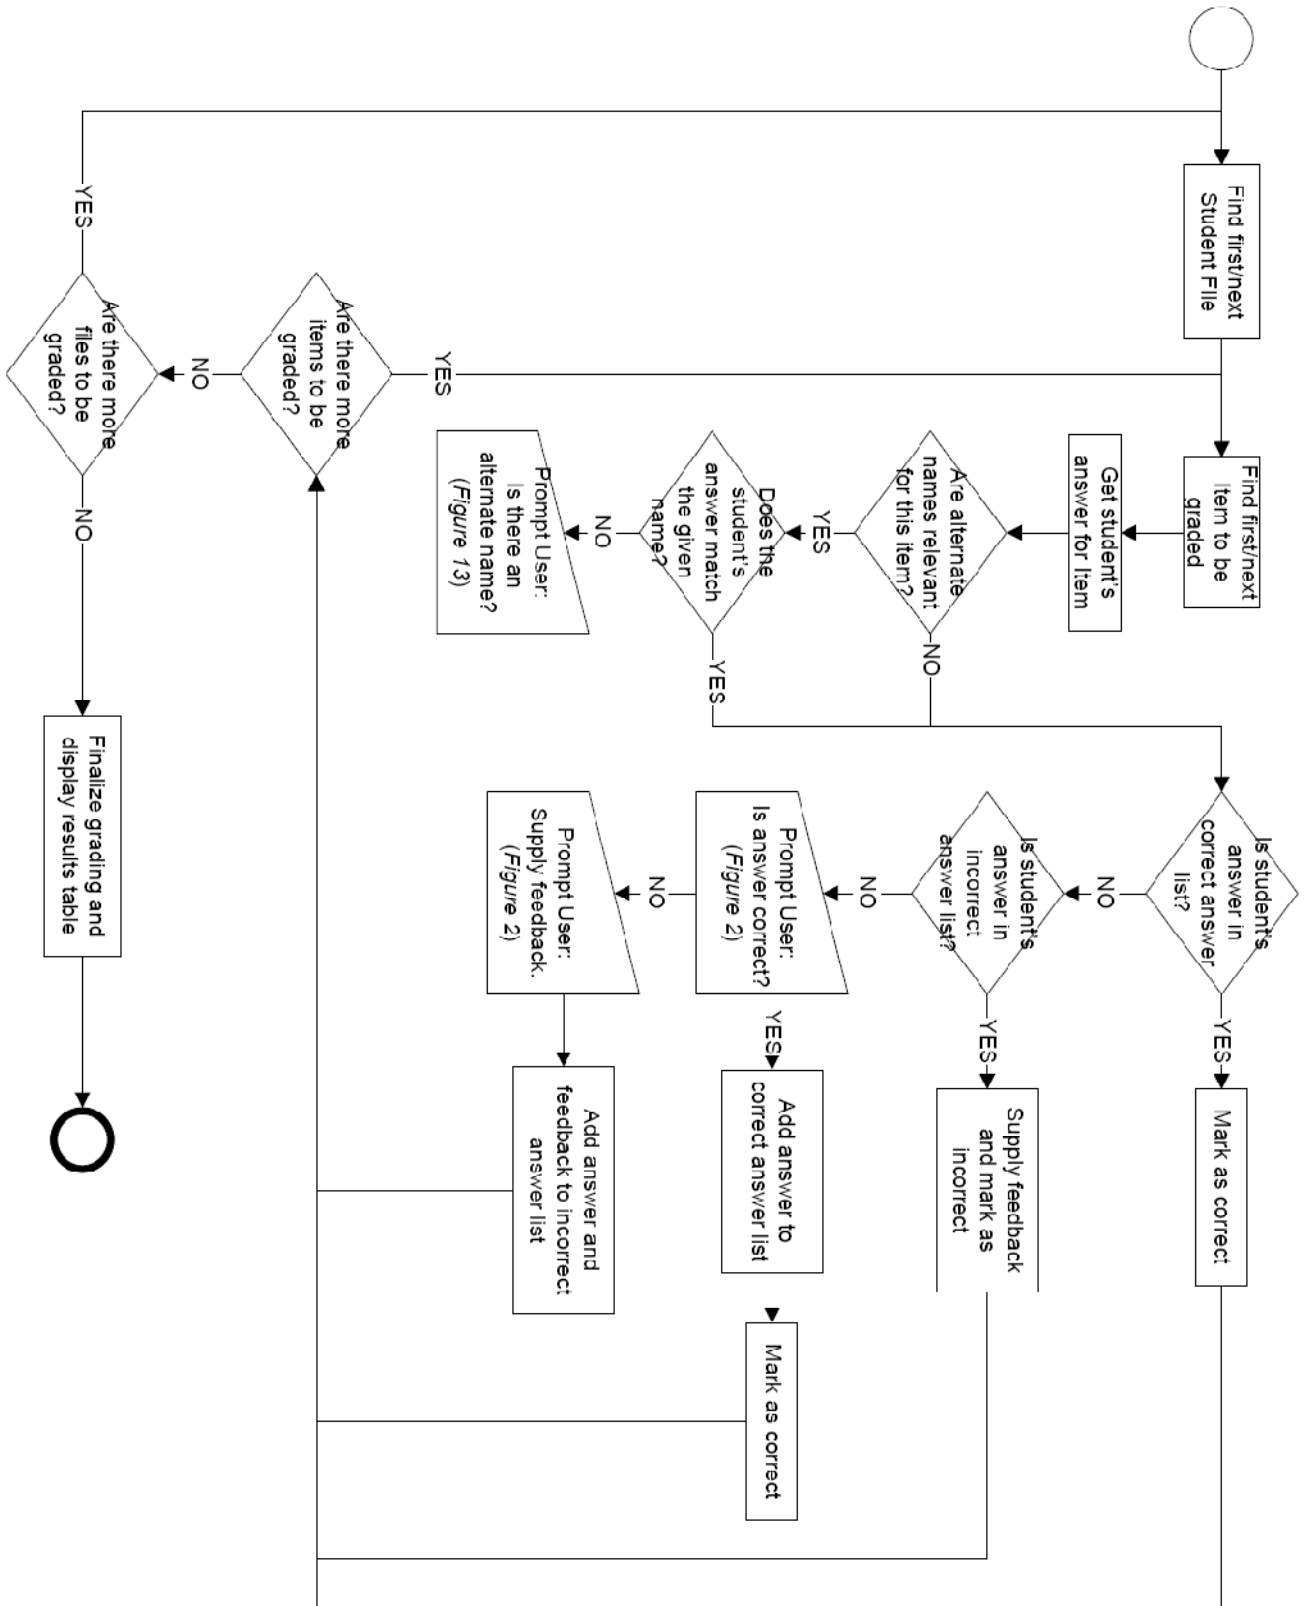 Find first/next
Student FIle
Find first/next
Item to be
graded
Get student's
answer for Item
Are alternate
names relevant
for this item?
YES
NO
Does the
student's
answer match
the given
name?
NO
YES
Prompt User:
Is there an
alternate name?
(Figure 13)
Is student's
answer in
correct answer
list?
NO
YES
Mark as correct
Is student's
answer in
incorrect
answer list?
NO
YES
Supply feedback
and mark as
incorrect
Prompt User:
Is answer correct?
(Figure 2)
NO
YES
Add answer to
correct answer list
Mark as correct
Prompt User:
Supply feedback.
(Figure 2)
Add answer and
feedback to incorrect
answer list
Are there more
items to be
graded?
YES
NO
Are there more
files to be
graded?
YES
NO
Finalize grading and
display results table